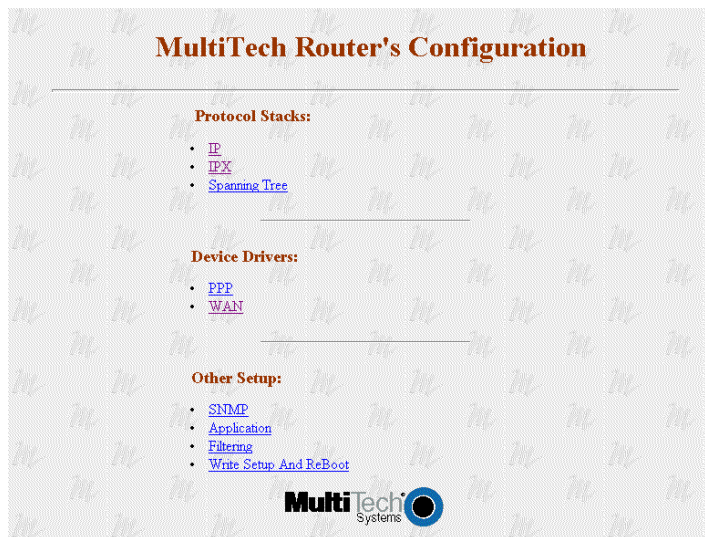 MultiTech Router's Configuration
Protocol Stacks:
IP
IPX
Spanning Tree
Device Drivers:
PPP
WAN
Other Setup:
SNMP
Application
Filtering
Write Setup And ReBoot
MultiTech
Systems